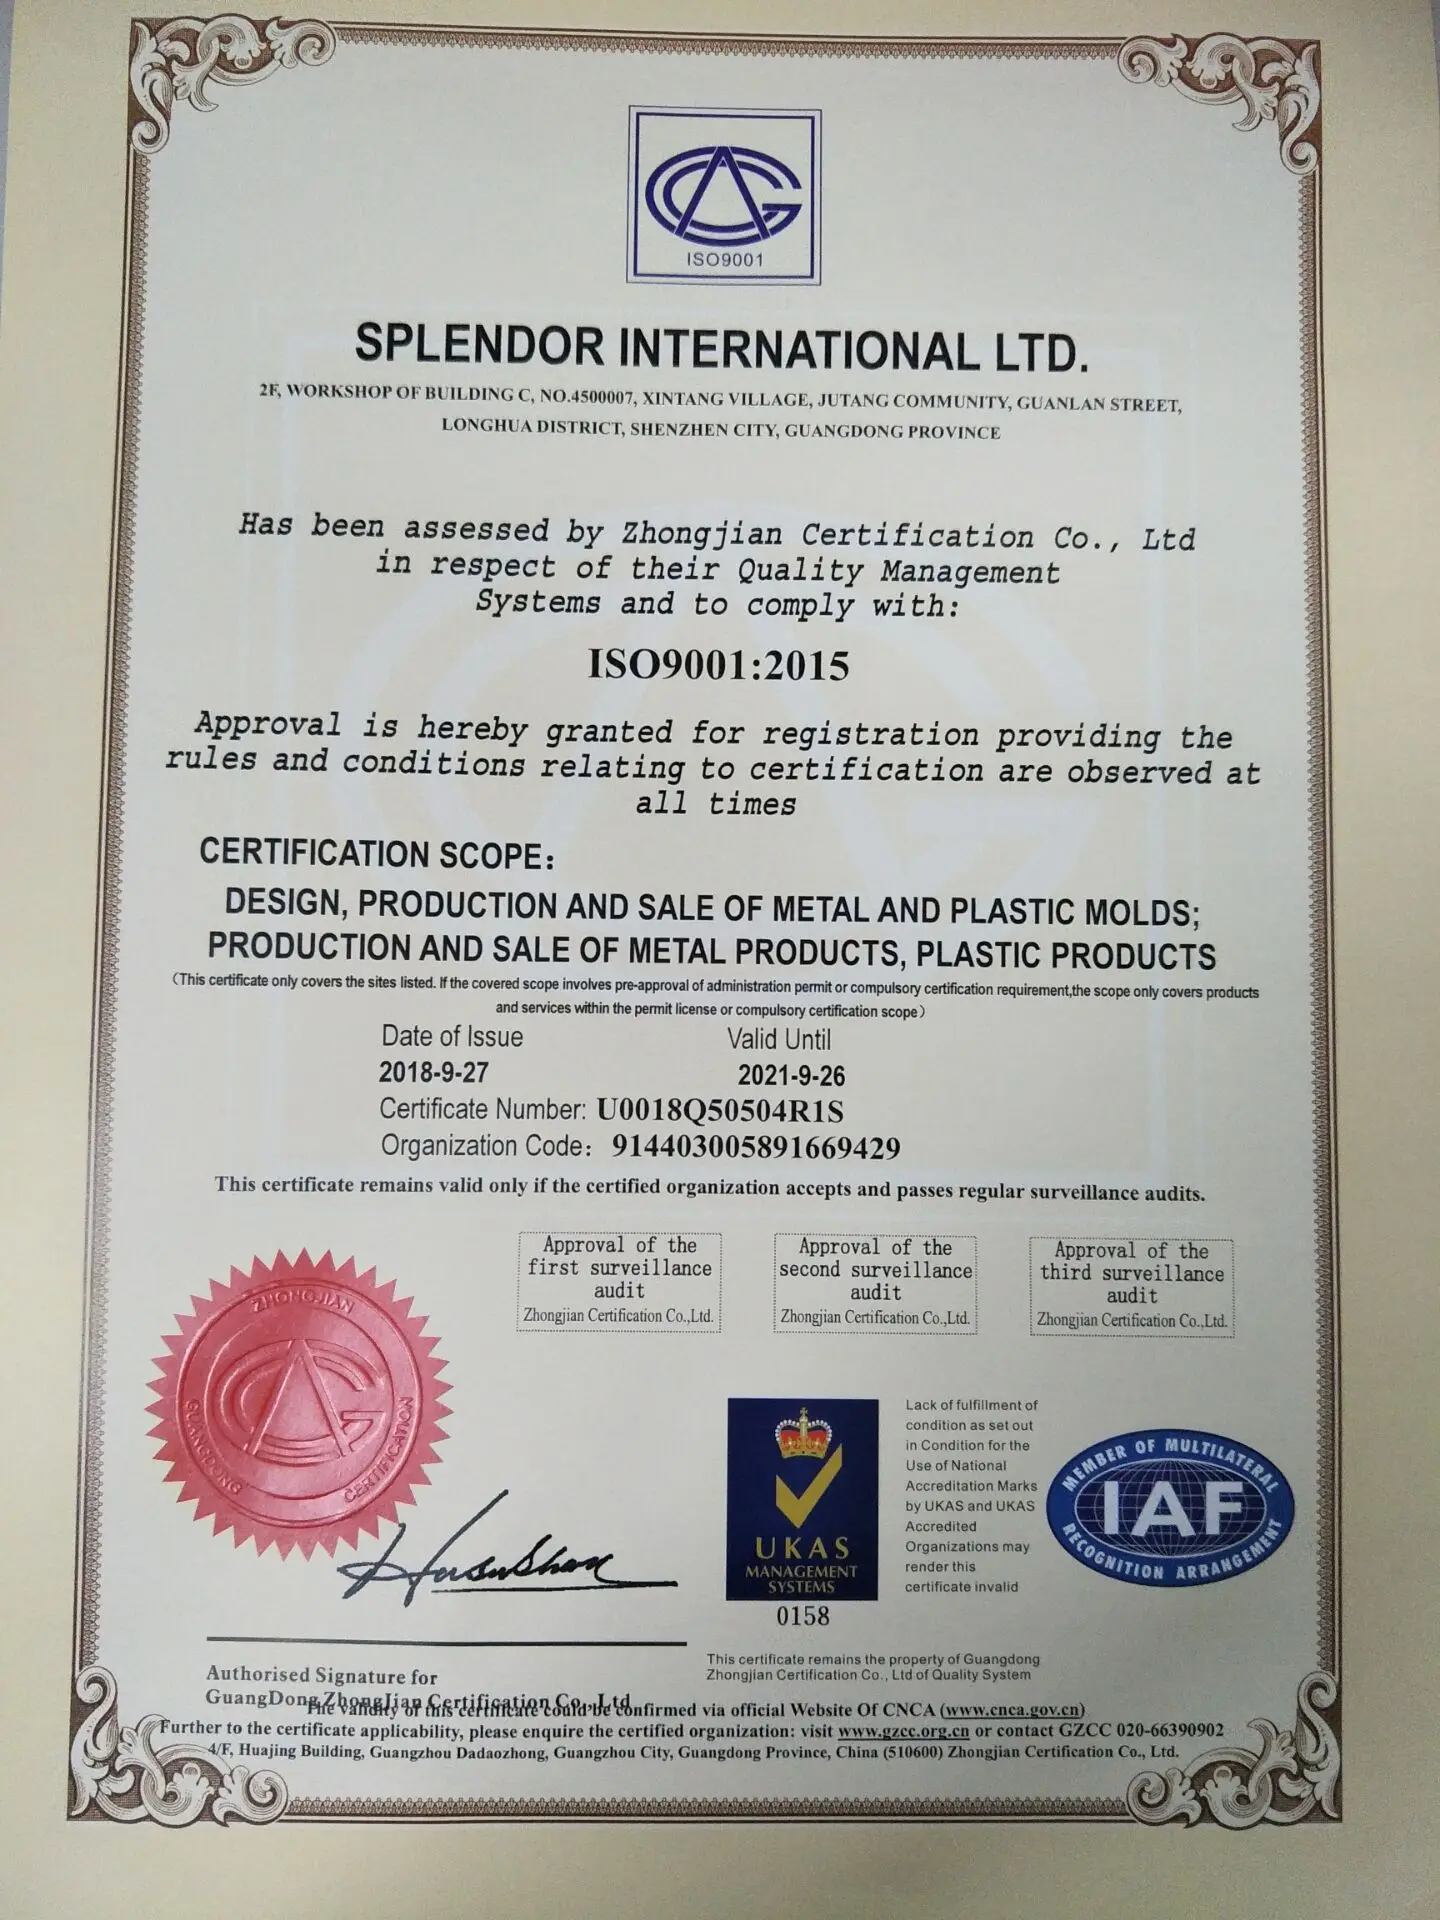 ISO9001
SPLENDOR INTERNATIONAL LTD.
2F, WORKSHOP OF BUILDING C, NO.4500007, XINTANG VILLAGE, JUTANG COMMUNITY, GUANLAN STREET,
LONGHUA DISTRICT, SHENZHEN CITY, GUANGDONG PROVINCE
Has been assessed by Zhongjian Certification Co., Ltd
in respect of their Quality Management
Systems and to comply with:
ISO9001:2015
Approval is hereby granted for registration providing the
rules and conditions relating to certification are observed at
all times
CERTIFICATION SCOPE:
DESIGN, PRODUCTION AND SALE OF METAL AND PLASTIC MOLDS;
PRODUCTION AND SALE OF METAL PRODUCTS, PLASTIC PRODUCTS
(This certificate only covers the sites listed. If the covered scope involves pre-approval of administration permit or compulsory certification requirement,the scope only covers products
and services within the permit license or compulsory certification scope)
Date of Issue Valid Until
2018-9-27 2021-9-26
Certificate Number: U0018Q50504R1S
Organization Code: 914403005891669429
This certificate remains valid only if the certified organization accepts and passes regular surveillance audits.
Approval of the
first surveillance
audit
Zhongjian Certification Co.,Ltd.
Approval of the
second surveillance
audit
Zhongjian Certification Co.,Ltd.
Approval of the
third surveillance
audit
Zhongjian Certification Co.,Ltd.
ZHONGJIAN
GUANGDONG
CERTIFICATION
UKAS
MANAGEMENT
SYSTEMS
0158
Lack of fulfillment of
condition as set out
in Condition for the
Use of National
Accreditation Marks
by UKAS and UKAS
Accredited
Organizations may
render this
certificate invalid
MEMBER OF MULTILATERAL
IAF
RECOGNITION ARRANGEMENT
This certificate remains the property of Guangdong
Zhongjian Certification Co., Ltd of Quality System
Authorised Signature for
GuangDong ZhongJian Certification Co., Ltd
The validity of this certificate could be confirmed via official Website Of CNCA (www.cnca.gov.cn)
Further to the certificate applicability, please enquire the certified organization: visit www.gzcc.org.cn or contact GZCC 020-66390902
4/F, Huajing Building, Guangzhou Dadaozhong, Guangzhou City, Guangdong Province, China (510600) Zhongjian Certification Co., Ltd.